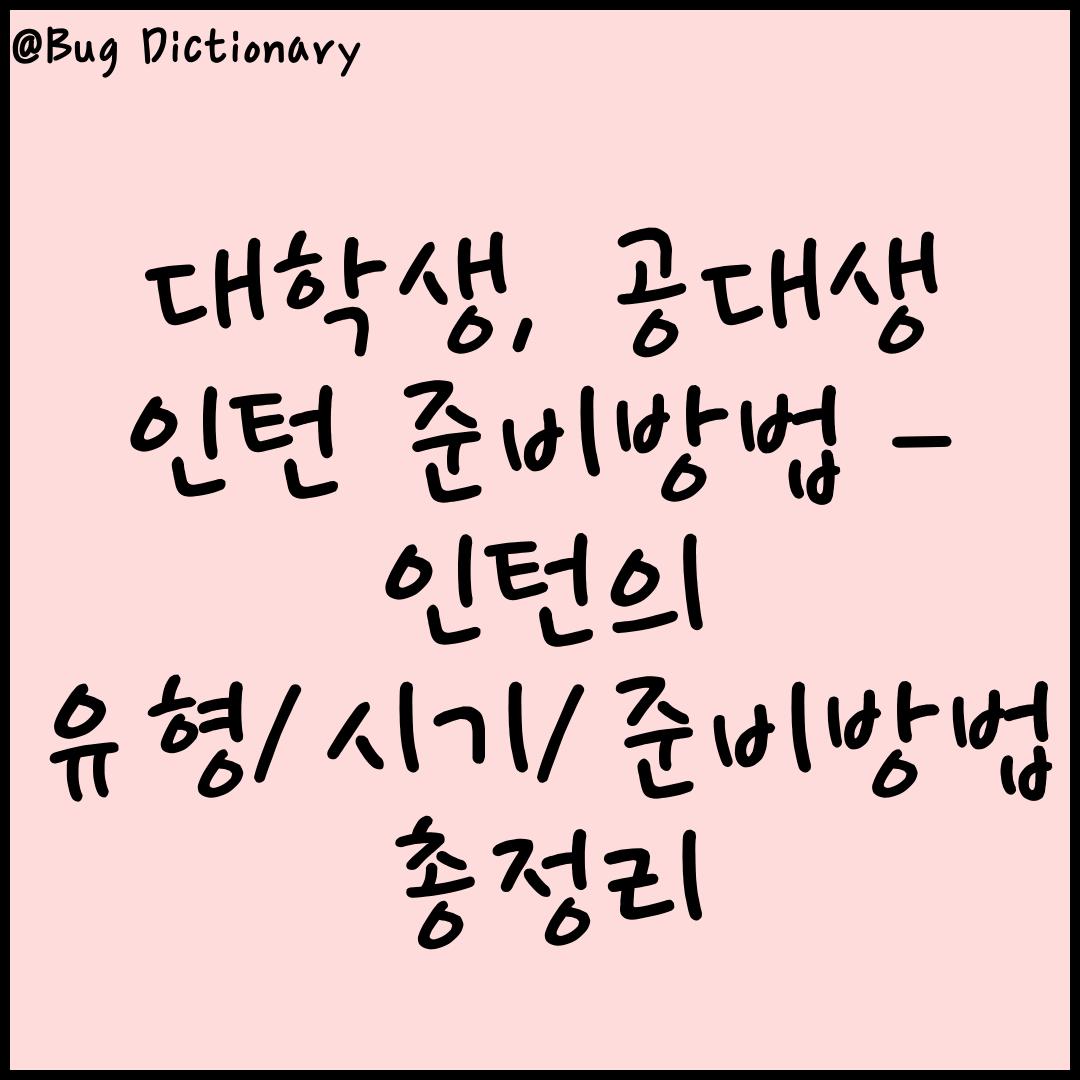 @Bug Dictionary
대학생, 공대생
인턴 준비방법 -
인턴의
유형/시기/준비방법
총정리